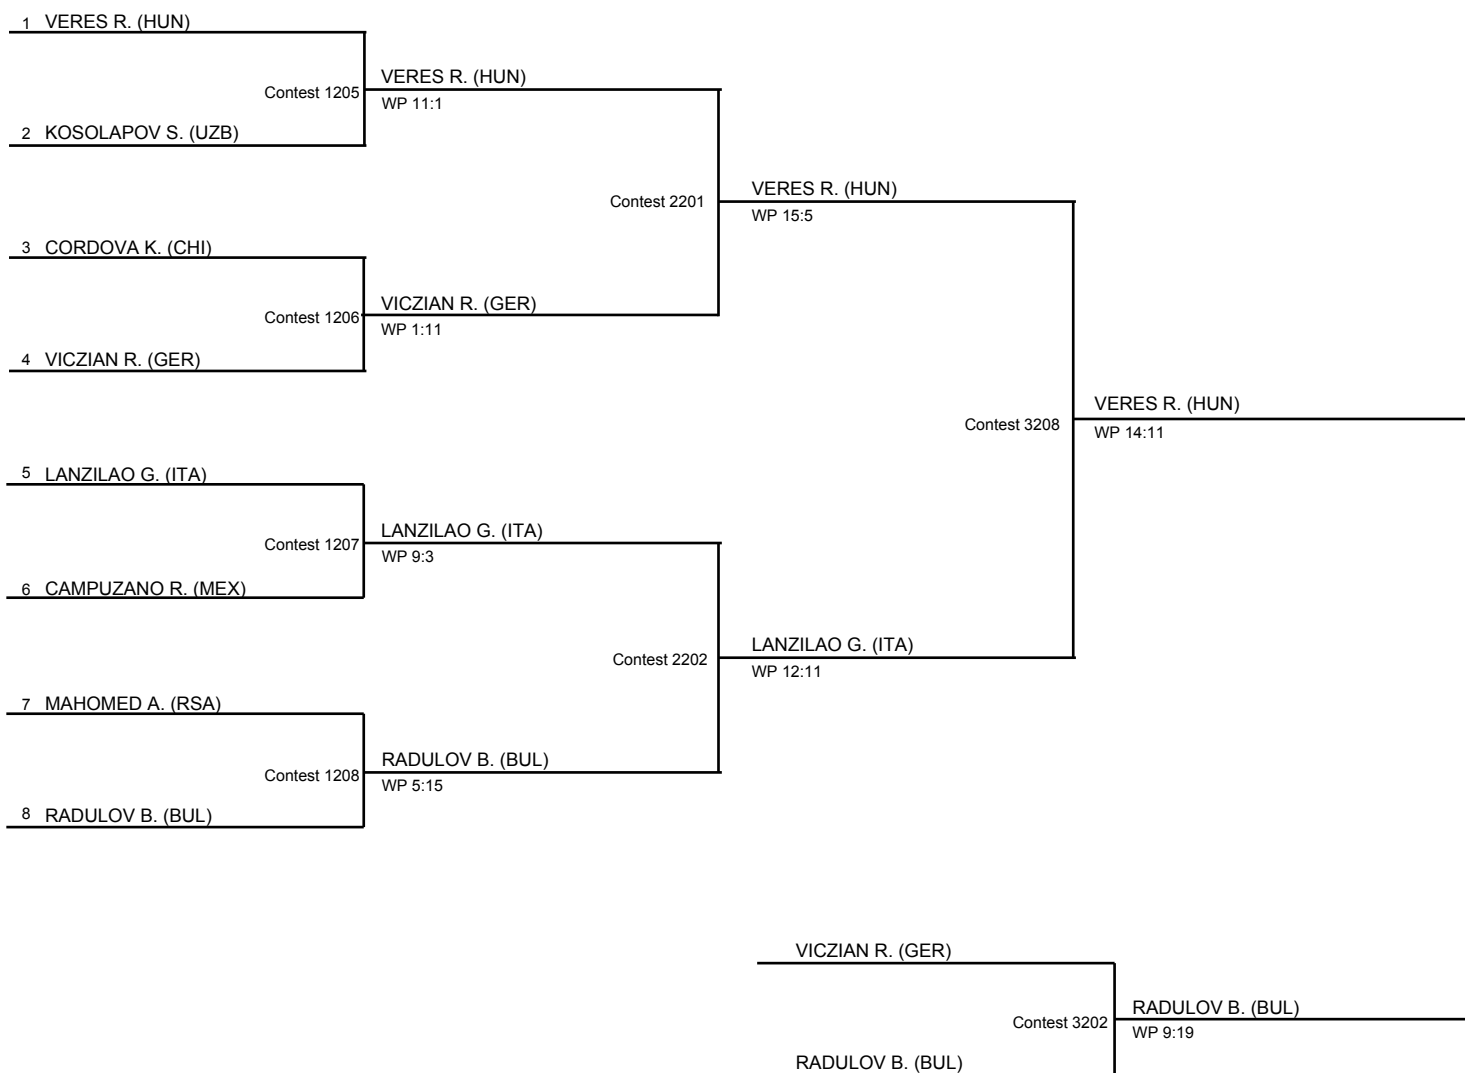 1 VERES R. (HUN)
Contest 1205
VERES R. (HUN)
WP 11:1
2 KOSOLAPOV S. (UZB)
Contest 2201
VERES R. (HUN)
WP 15:5
3 CORDOVA K. (CHI)
Contest 1206
VICZIAN R. (GER)
WP 1:11
4 VICZIAN R. (GER)
Contest 3208
VERES R. (HUN)
WP 14:11
5 LANZILAO G. (ITA)
Contest 1207
LANZILAO G. (ITA)
WP 9:3
6 CAMPUZANO R. (MEX)
Contest 2202
LANZILAO G. (ITA)
WP 12:11
7 MAHOMED A. (RSA)
Contest 1208
RADULOV B. (BUL)
WP 5:15
8 RADULOV B. (BUL)
VICZIAN R. (GER)
Contest 3202
RADULOV B. (BUL)
WP 9:19
RADULOV B. (BUL)